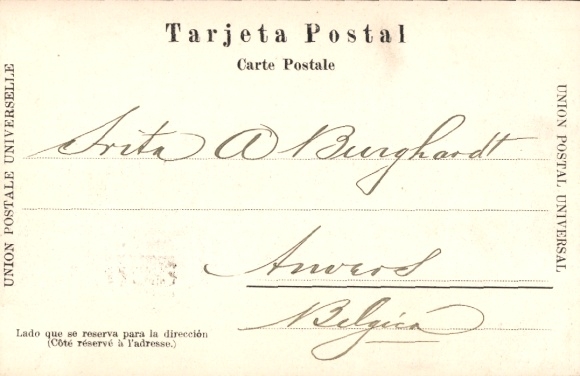 Tarjeta Postal
Carte Postale
UNION POSTALE UNIVERSELLE
UNION POSTAL UNIVERSAL
Srita A Burghardt
Anvers
Belgica
Lado que se reserva para la dirección
(Côté réservé à l'adresse.)